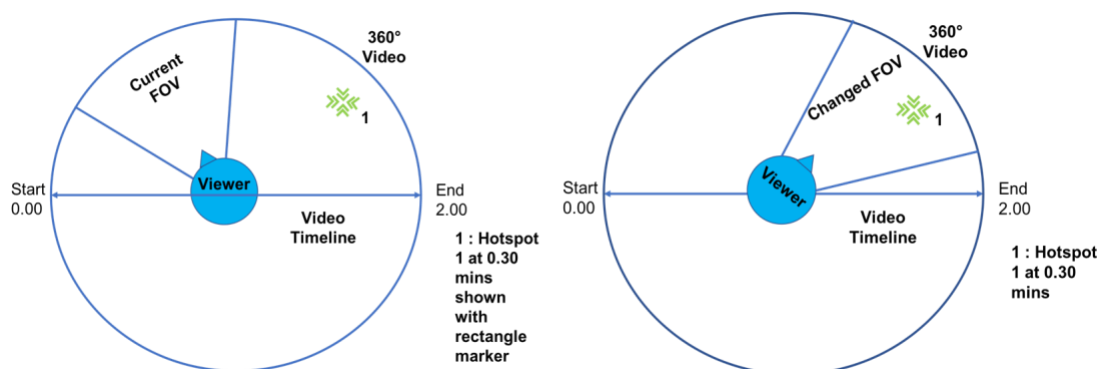 360°
Video
Current
FOV
1
Viewer
Start
0.00
End
2.00
Video
Timeline
1 : Hotspot
1 at 0.30
mins
shown
with
rectangle
marker
360°
Video
Changed FOV
1
Viewer
Start
0.00
End
2.00
Video
Timeline
1 : Hotspot
1 at 0.30
mins